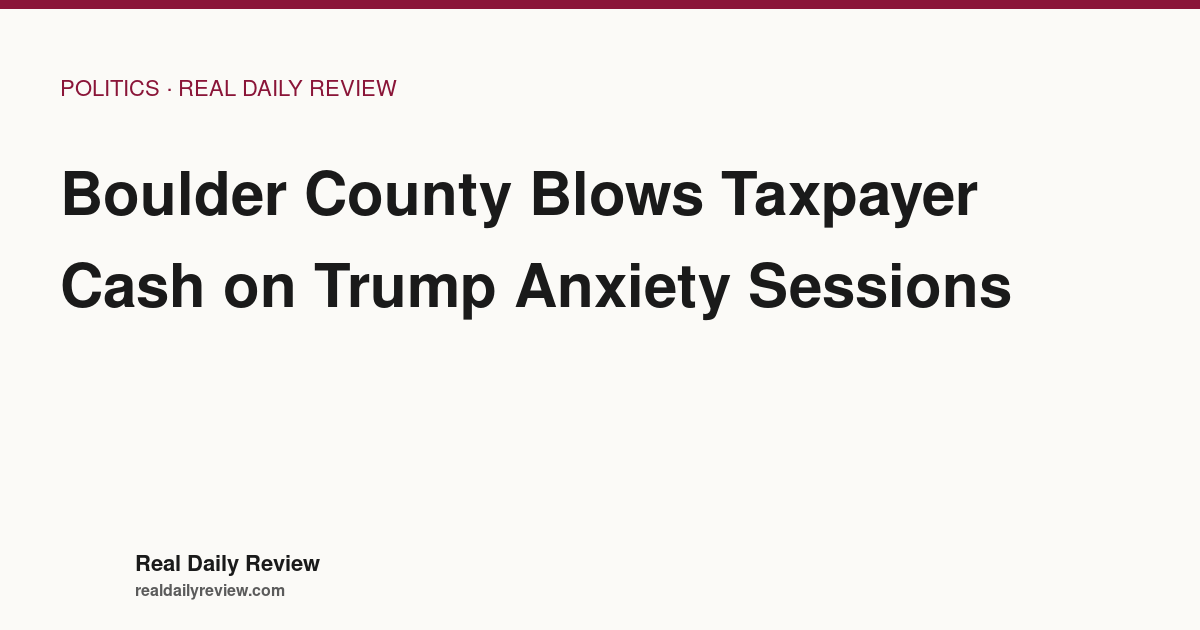 POLITICS · REAL DAILY REVIEW
Boulder County Blows Taxpayer
Cash on Trump Anxiety Sessions
Real Daily Review
realdailyreview.com